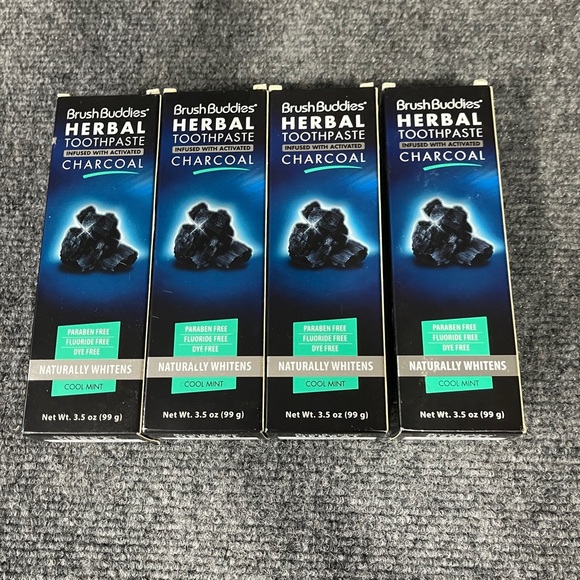 BrushBuddies®
HERBAL
TOOTHPASTE
INFUSED WITH ACTIVATED
CHARCOAL
PARABEN FREE
FLUORIDE FREE
DYE FREE
NATURALLY WHITENS
COOL MINT
Net Wt. 3.5 oz (99 g)
BrushBuddies®
HERBAL
TOOTHPASTE
INFUSED WITH ACTIVATED
CHARCOAL
PARABEN FREE
FLUORIDE FREE
DYE FREE
NATURALLY WHITENS
COOL MINT
Net Wt. 3.5 oz (99 g)
BrushBuddies®
HERBAL
TOOTHPASTE
INFUSED WITH ACTIVATED
CHARCOAL
PARABEN FREE
FLUORIDE FREE
DYE FREE
NATURALLY WHITENS
COOL MINT
Net Wt. 3.5 oz (99 g)
BrushBuddies®
HERBAL
TOOTHPASTE
INFUSED WITH ACTIVATED
CHARCOAL
PARABEN FREE
FLUORIDE FREE
DYE FREE
NATURALLY WHITENS
COOL MINT
Net Wt. 3.5 oz (99 g)